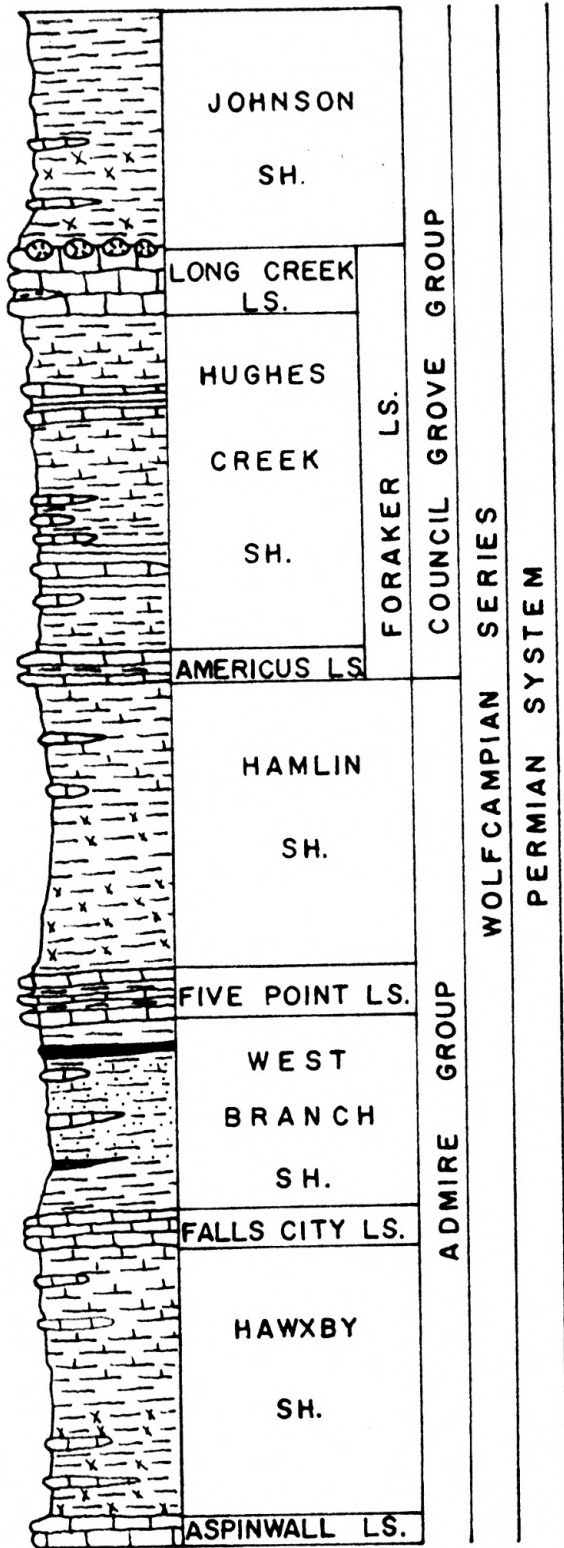 JOHNSON
SH.
LONG CREEK
LS.
HUGHES
CREEK
SH.
AMERICUS LS
FORAKER LS.
COUNCIL GROVE GROUP
HAMLIN
SH.
FIVE POINT LS.
WEST
BRANCH
SH.
FALLS CITY LS.
HAWXBY
SH.
ASPINWALL LS.
ADMIRE GROUP
WOLFCAMPIAN SERIES
PERMIAN SYSTEM